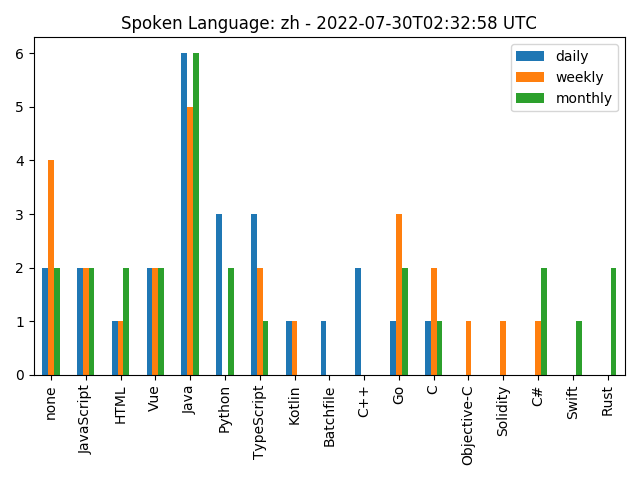 Spoken Language: zh - 2022-07-30T02:32:58 UTC
daily
weekly
monthly
6
5
4
3
2
1
0
none
JavaScript
HTML
Vue
Java
Python
TypeScript
Kotlin
Batchfile
C++
Go
C
Objective-C
Solidity
C#
Swift
Rust